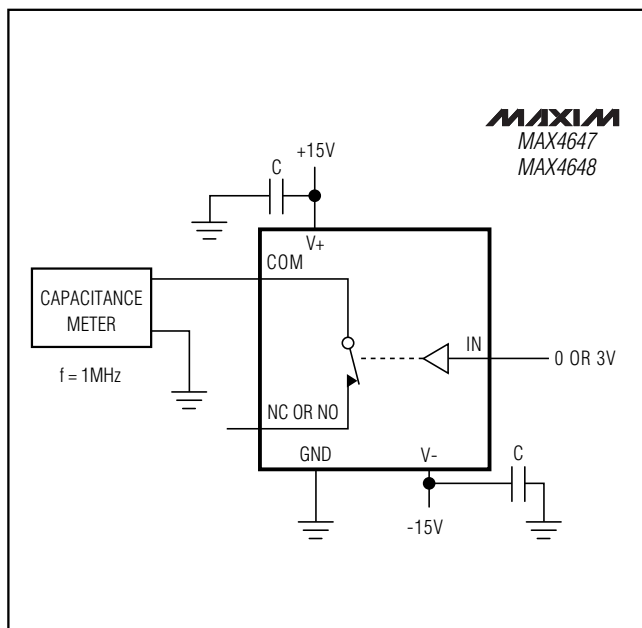 MAXIM
MAX4647
MAX4648
+15V
C
V+
COM
CAPACITANCE
METER
f = 1MHz
IN
0 OR 3V
NC OR NO
GND
V-
C
-15V